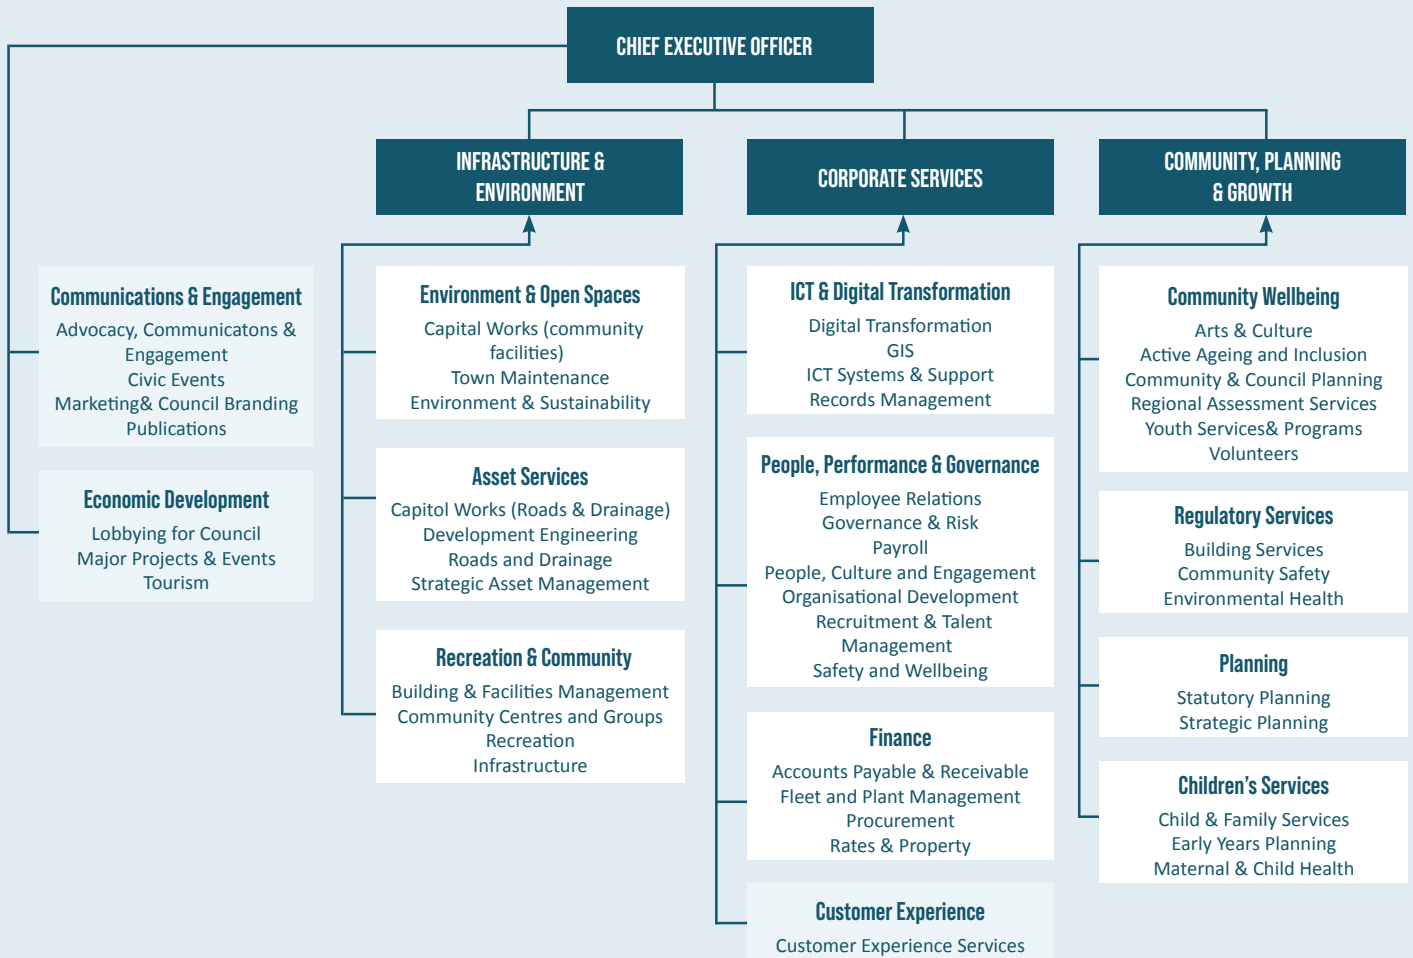 CHIEF EXECUTIVE OFFICER
INFRASTRUCTURE &
ENVIRONMENT
CORPORATE SERVICES
COMMUNITY, PLANNING
& GROWTH
Communications & Engagement
Advocacy, Communicatons &
Engagement
Civic Events
Marketing& Council Branding
Publications
Economic Development
Lobbying for Council
Major Projects & Events
Tourism
Environment & Open Spaces
Capital Works (community
facilities)
Town Maintenance
Environment & Sustainability
Asset Services
Capitol Works (Roads & Drainage)
Development Engineering
Roads and Drainage
Strategic Asset Management
Recreation & Community
Building & Facilities Management
Community Centres and Groups
Recreation
Infrastructure
ICT & Digital Transformation
Digital Transformation
GIS
ICT Systems & Support
Records Management
People, Performance & Governance
Employee Relations
Governance & Risk
Payroll
People, Culture and Engagement
Organisational Development
Recruitment & Talent
Management
Safety and Wellbeing
Finance
Accounts Payable & Receivable
Fleet and Plant Management
Procurement
Rates & Property
Customer Experience
Customer Experience Services
Community Wellbeing
Arts & Culture
Active Ageing and Inclusion
Community & Council Planning
Regional Assessment Services
Youth Services& Programs
Volunteers
Regulatory Services
Building Services
Community Safety
Environmental Health
Planning
Statutory Planning
Strategic Planning
Children's Services
Child & Family Services
Early Years Planning
Maternal & Child Health